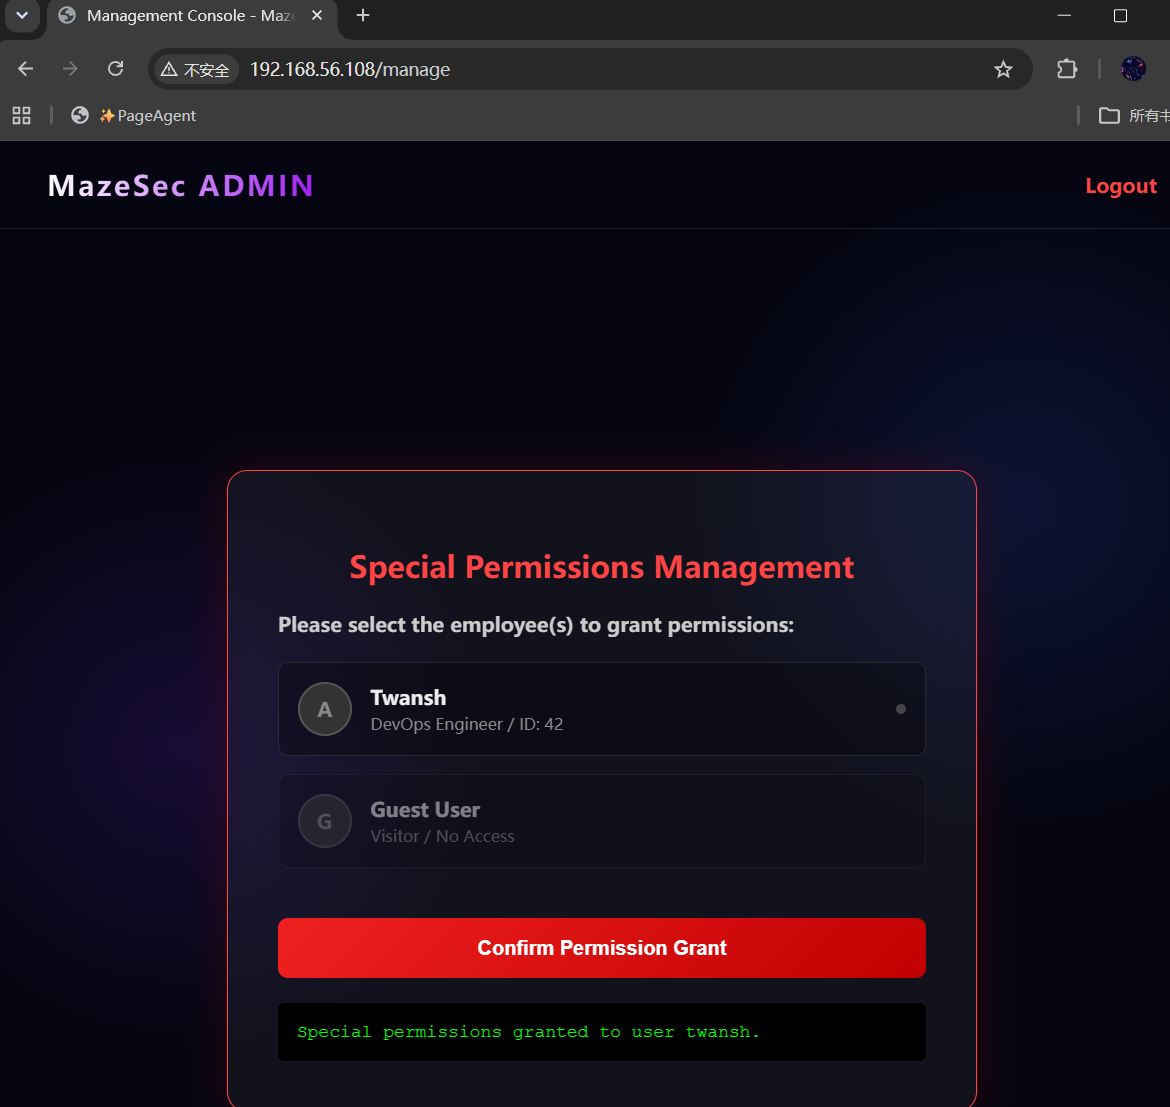 Management Console - Maze
不安全
192.168.56.108/manage
✨PageAgent
所有书
MazeSec ADMIN
Logout
Special Permissions Management
Please select the employee(s) to grant permissions:
A
Twansh
DevOps Engineer / ID: 42
G
Guest User
Visitor / No Access
Confirm Permission Grant
Special permissions granted to user twansh.